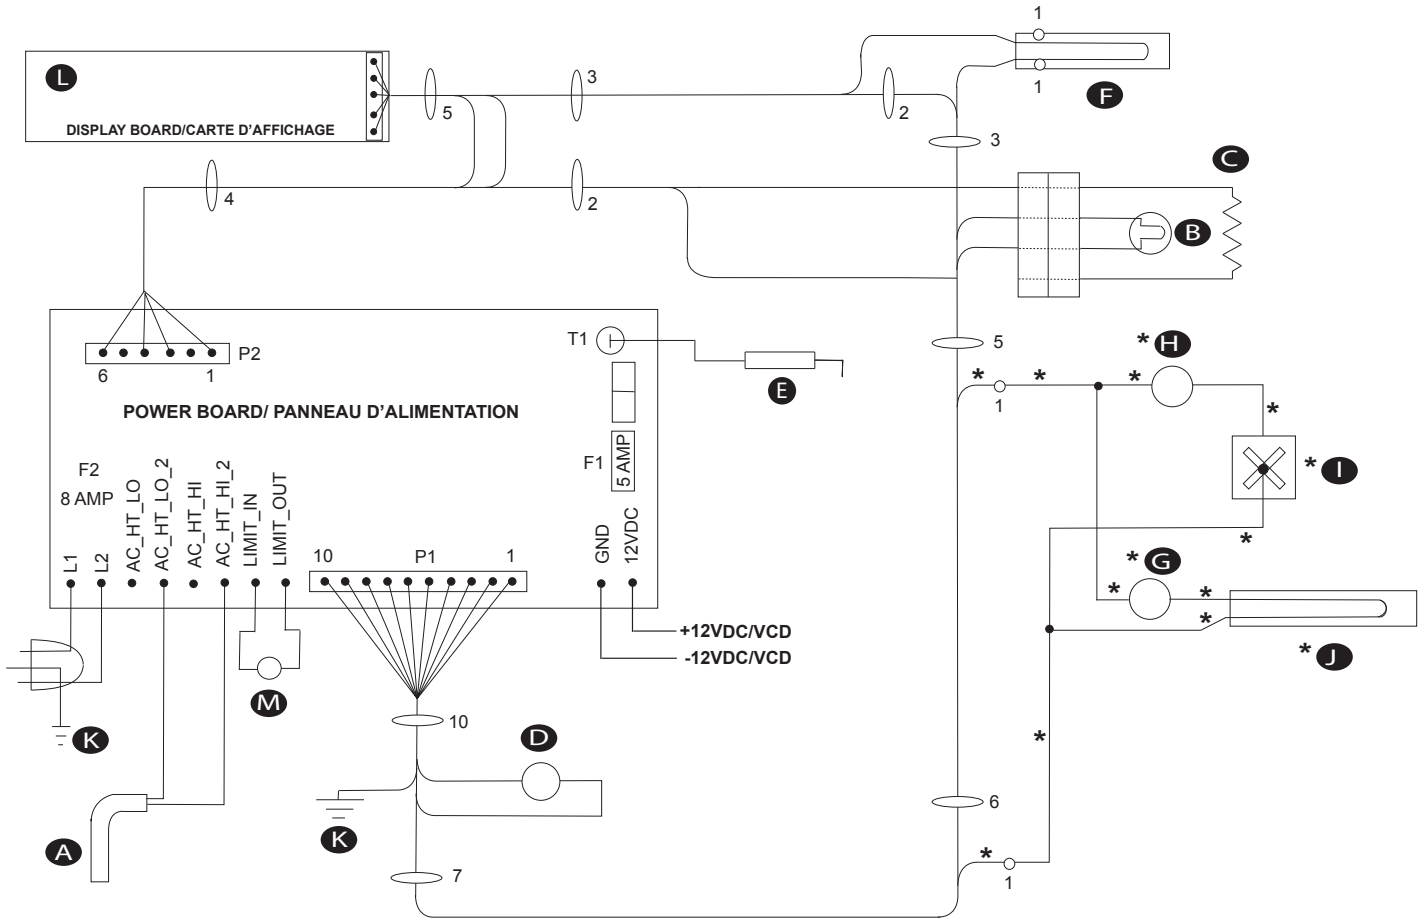 1
L
5
3
2
1
F
DISPLAY BOARD/CARTE D'AFFICHAGE
3
C
4
2
B
T1
5
* H
P2
6
1
E
* * *
1
*
POWER BOARD/ PANNEAU D'ALIMENTATION
F2
8 AMP
F1
5 AMP
* I
*
L1
L2
AC_HT_LO
AC_HT_LO_2
AC_HT_HI
AC_HT_HI_2
LIMIT_IN
LIMIT_OUT
10
P1
1
GND
12VDC
* G
* *
*
+12VDC/VCD
-12VDC/VCD
* J
M
K
10
D
*
6
K
A
7
*
1